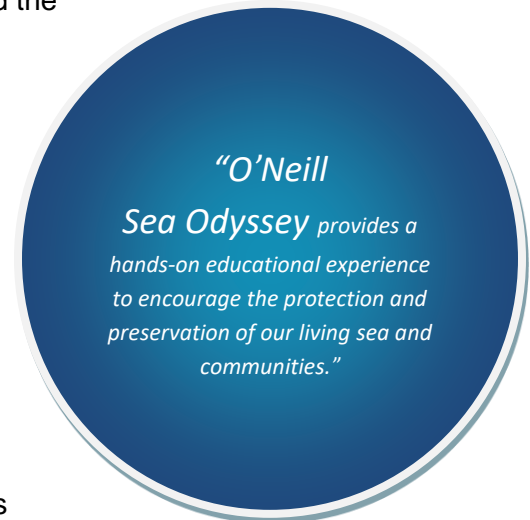 d the
“O’Neill
Sea Odyssey provides a
hands-on educational experience
to encourage the protection and
preservation of our living sea and
communities.”
s